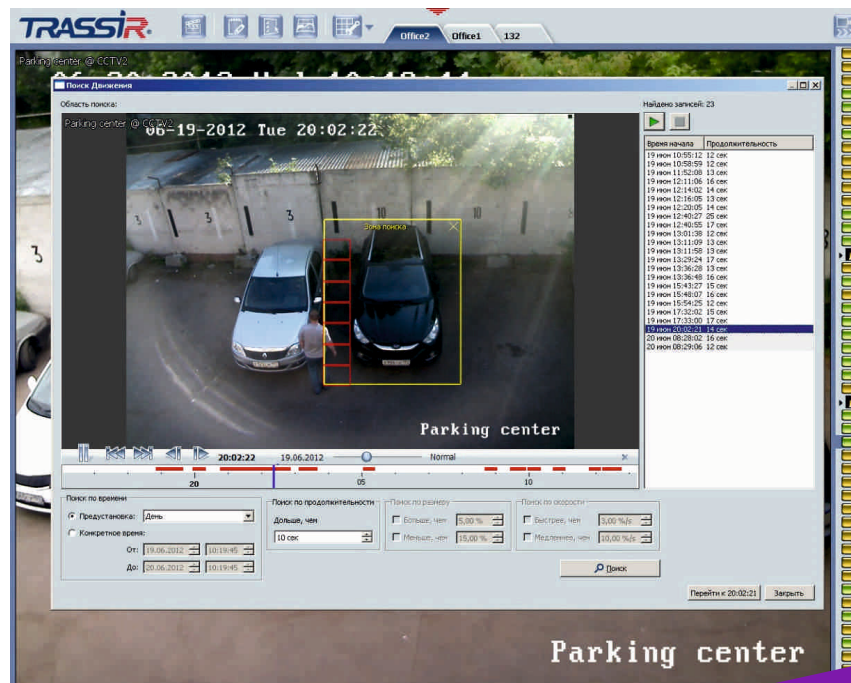 TRASSIR
Office2 Office1 132
Parking center @ CCTV2
Поиск Движения
Область поиска:
Найдено записей: 23
Parking center @ CCTV2
06-19-2012 Tue 20:02:22
Время начала Продолжительность
19 июн 10:55:12 12 сек
19 июн 10:58:59 12 сек
19 июн 11:52:08 13 сек
19 июн 12:11:06 16 сек
19 июн 12:14:02 14 сек
19 июн 12:16:05 13 сек
19 июн 12:20:05 14 сек
19 июн 12:40:27 25 сек
19 июн 12:40:55 17 сек
19 июн 13:01:38 12 сек
19 июн 13:11:09 13 сек
19 июн 13:11:58 13 сек
19 июн 13:29:24 17 сек
19 июн 13:36:28 13 сек
19 июн 13:36:48 16 сек
19 июн 15:43:27 15 сек
19 июн 15:48:07 16 сек
19 июн 15:54:25 12 сек
19 июн 17:32:02 15 сек
19 июн 17:33:00 17 сек
19 июн 20:02:21 14 сек
20 июн 08:28:02 16 сек
20 июн 08:29:06 12 сек
3 3 3 10 10
Зона поиска
3
Parking center
20:02:22 19.06.2012 Normal
20 05 10
Поиск по времени
Предустановка: День
Конкретное время:
От: 19.06.2012 10:19:45
До: 20.06.2012 10:19:45
Поиск по продолжительности
Дольше, чем
10 сек
Поиск по размеру
Больше, чем 5,00 %
Меньше, чем 15,00 %
Поиск по скорости
Быстрее, чем 3,00 %/s
Медленнее, чем 10,00 %/s
Поиск
Перейти к 20:02:21 Закрыть
Parking center